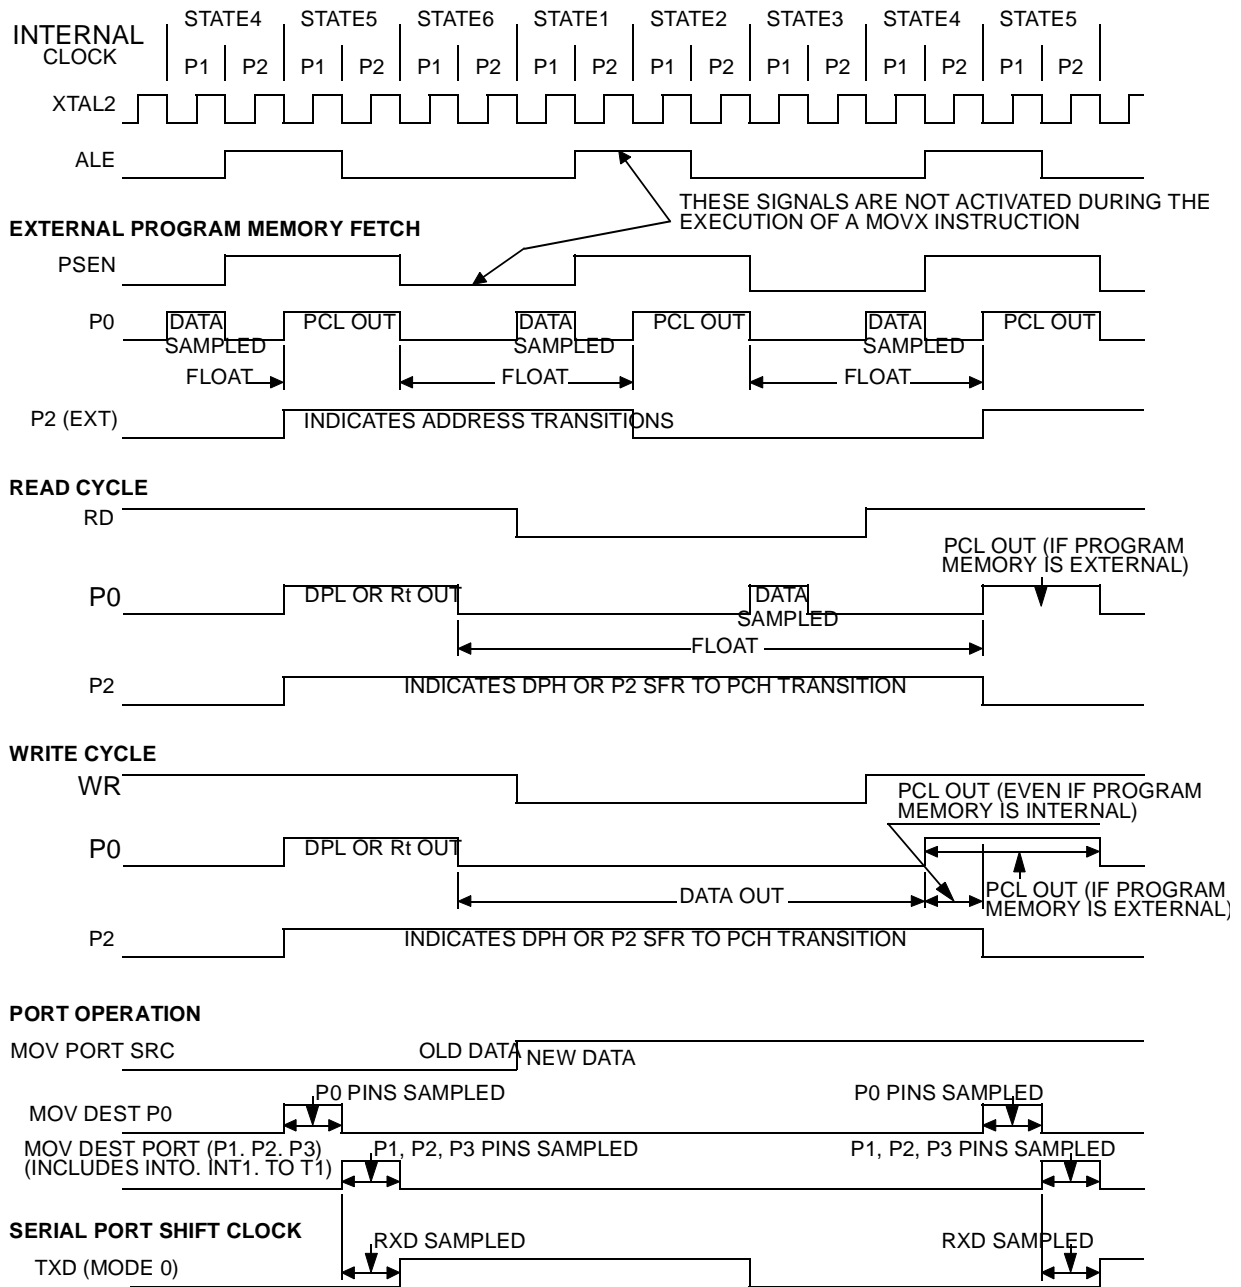 STATE4 STATE5 STATE6 STATE1 STATE2 STATE3 STATE4 STATE5
INTERNAL
CLOCK
P1 P2 P1 P2 P1 P2 P1 P2 P1 P2 P1 P2 P1 P2 P1 P2
XTAL2
ALE
THESE SIGNALS ARE NOT ACTIVATED DURING THE
EXECUTION OF A MOVX INSTRUCTION
EXTERNAL PROGRAM MEMORY FETCH
PSEN
P0 DATA PCL OUT DATA PCL OUT DATA PCL OUT
SAMPLED SAMPLED SAMPLED
FLOAT FLOAT FLOAT
P2 (EXT) INDICATES ADDRESS TRANSITIONS
READ CYCLE
RD
PCL OUT (IF PROGRAM
MEMORY IS EXTERNAL)
P0 DPL OR Rt OUT DATA
SAMPLED
FLOAT
P2 INDICATES DPH OR P2 SFR TO PCH TRANSITION
WRITE CYCLE
WR
PCL OUT (EVEN IF PROGRAM
MEMORY IS INTERNAL)
P0 DPL OR Rt OUT
DATA OUT
PCL OUT (IF PROGRAM
MEMORY IS EXTERNAL)
P2 INDICATES DPH OR P2 SFR TO PCH TRANSITION
PORT OPERATION
MOV PORT SRC OLD DATA NEW DATA
P0 PINS SAMPLED P0 PINS SAMPLED
MOV DEST P0
MOV DEST PORT (P1. P2. P3) P1, P2, P3 PINS SAMPLED P1, P2, P3 PINS SAMPLED
(INCLUDES INTO. INT1. TO T1)
SERIAL PORT SHIFT CLOCK
RXD SAMPLED RXD SAMPLED
TXD (MODE 0)